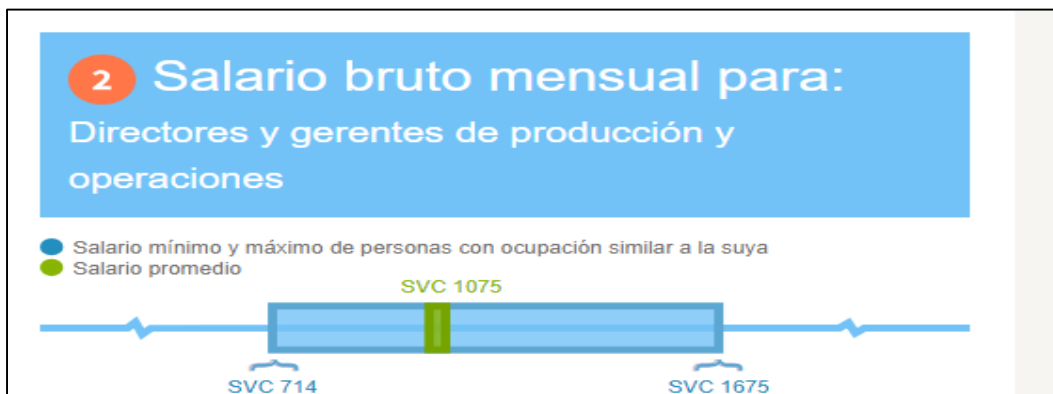 2 Salario bruto mensual para:
Directores y gerentes de producción y
operaciones
Salario mínimo y máximo de personas con ocupación similar a la suya
Salario promedio
SVC 1075
SVC 714
SVC 1675